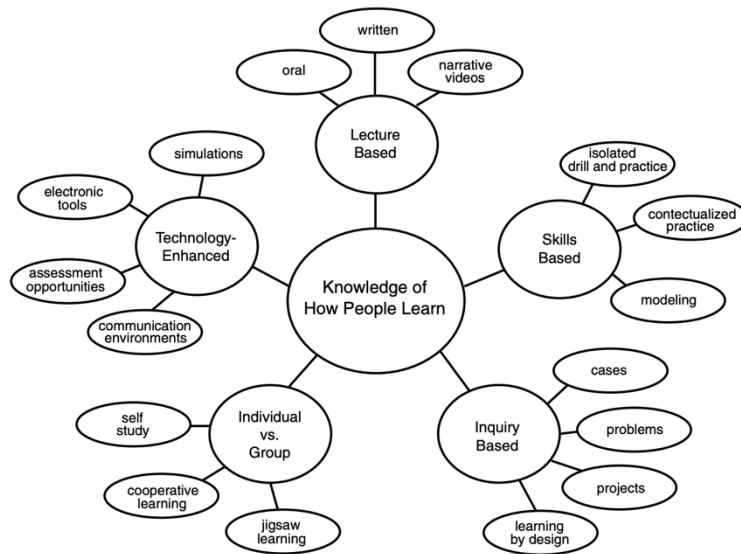 written
oral
narrative
videos
Lecture
Based
simulations
electronic
tools
Technology-
Enhanced
assessment
opportunities
communication
environments
isolated
drill and practice
contectualized
practice
Skills
Based
modeling
Knowledge of
How People Learn
self
study
Individual
vs.
Group
cooperative
learning
jigsaw
learning
cases
Inquiry
Based
problems
projects
learning
by design